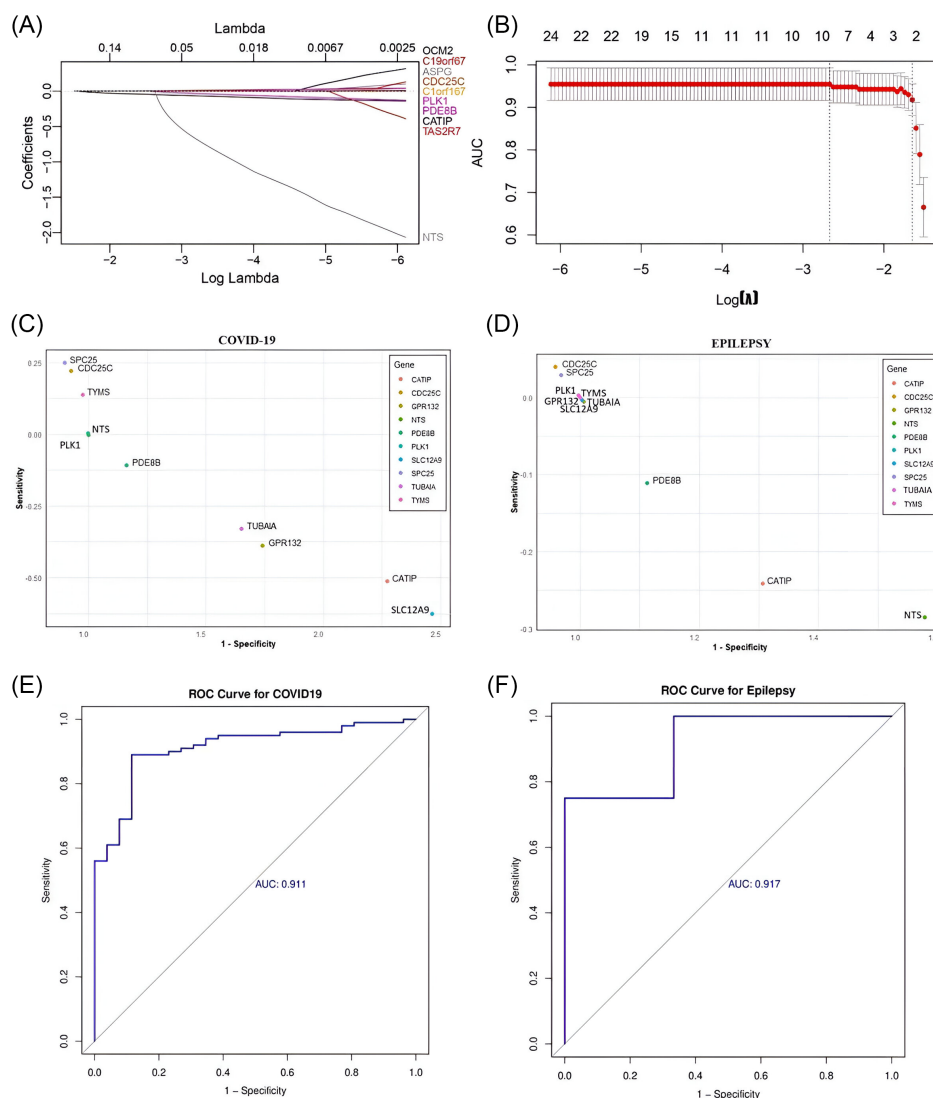 (A)
Lambda
0.14 0.05 0.018 0.0067 0.0025
OCM2
C19orf67
ASPG
CDC25C
C1orf167
PLK1
PDE8B
CATIP
TAS2R7
NTS
Coefficients
0.0
−0.5
−1.0
−1.5
−2.0
−2 −3 −4 −5 −6
Log Lambda
(B)
24 22 22 19 15 11 11 11 10 10 7 4 3 2
AUC
1.0
0.9
0.8
0.7
0.6
−6 −5 −4 −3 −2
Log(λ)
(C)
COVID-19
SPC25
CDC25C
TYMS
NTS
PLK1
PDE8B
TUBAIA
GPR132
CATIP
SLC12A9
Sensitivity
0.25
0.00
-0.25
-0.50
1.0 1.5 2.0 2.5
1 - Specificity
Gene
CATIP
CDC25C
GPR132
NTS
PDE8B
PLK1
SLC12A9
SPC25
TUBAIA
TYMS
(D)
EPILEPSY
CDC25C
SPC25
PLK1
TYMS
GPR132
TUBAIA
SLC12A9
PDE8B
CATIP
NTS
Sensitivity
0.0
-0.1
-0.2
-0.3
1.0 1.2 1.4
1 - Specificity
Gene
CATIP
CDC25C
GPR132
NTS
PDE8B
PLK1
SLC12A9
SPC25
TUBAIA
TYMS
(E)
ROC Curve for COVID19
Sensitivity
1.0
0.8
0.6
0.4
0.2
0.0
AUC: 0.911
0.0 0.2 0.4 0.6 0.8 1.0
1 − Specificity
(F)
ROC Curve for Epilepsy
Sensitivity
1.0
0.8
0.6
0.4
0.2
0.0
AUC: 0.917
0.0 0.2 0.4 0.6 0.8 1.0
1 − Specificity